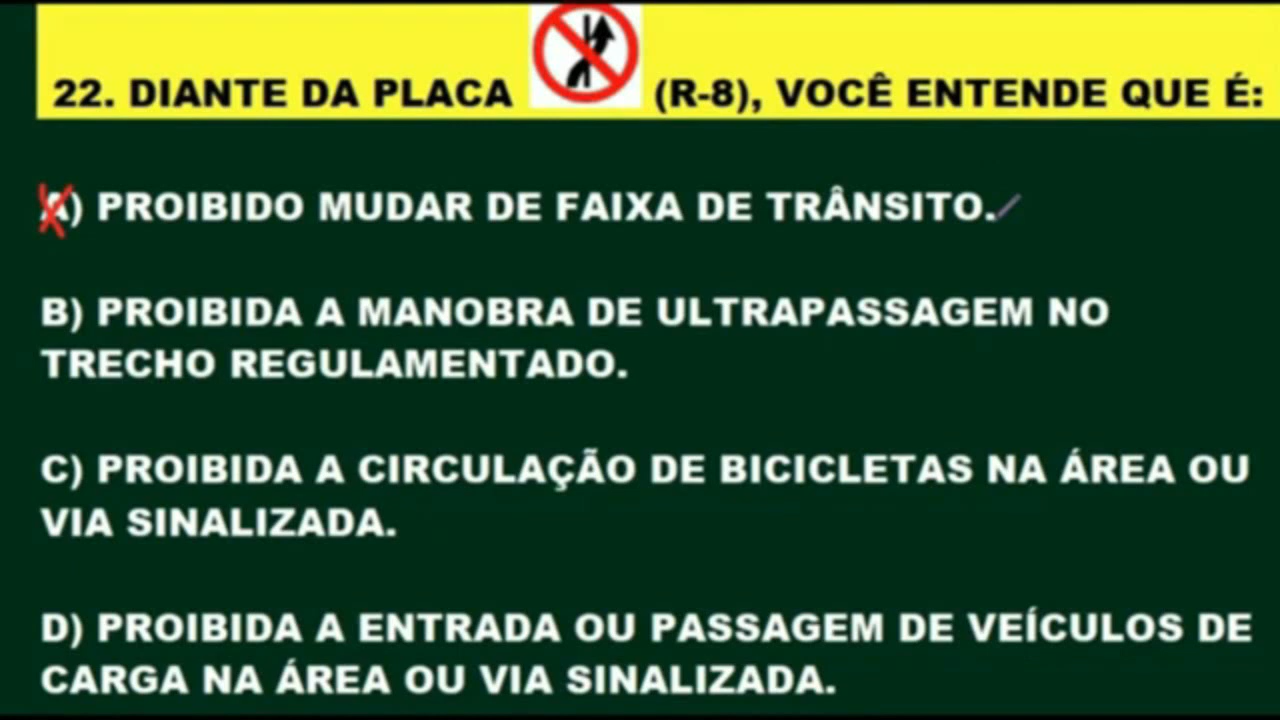 22. DIANTE DA PLACA (R-8), VOCÊ ENTENDE QUE É:
A) PROIBIDO MUDAR DE FAIXA DE TRÂNSITO.
B) PROIBIDA A MANOBRA DE ULTRAPASSAGEM NO
TRECHO REGULAMENTADO.
C) PROIBIDA A CIRCULAÇÃO DE BICICLETAS NA ÁREA OU
VIA SINALIZADA.
D) PROIBIDA A ENTRADA OU PASSAGEM DE VEÍCULOS DE
CARGA NA ÁREA OU VIA SINALIZADA.